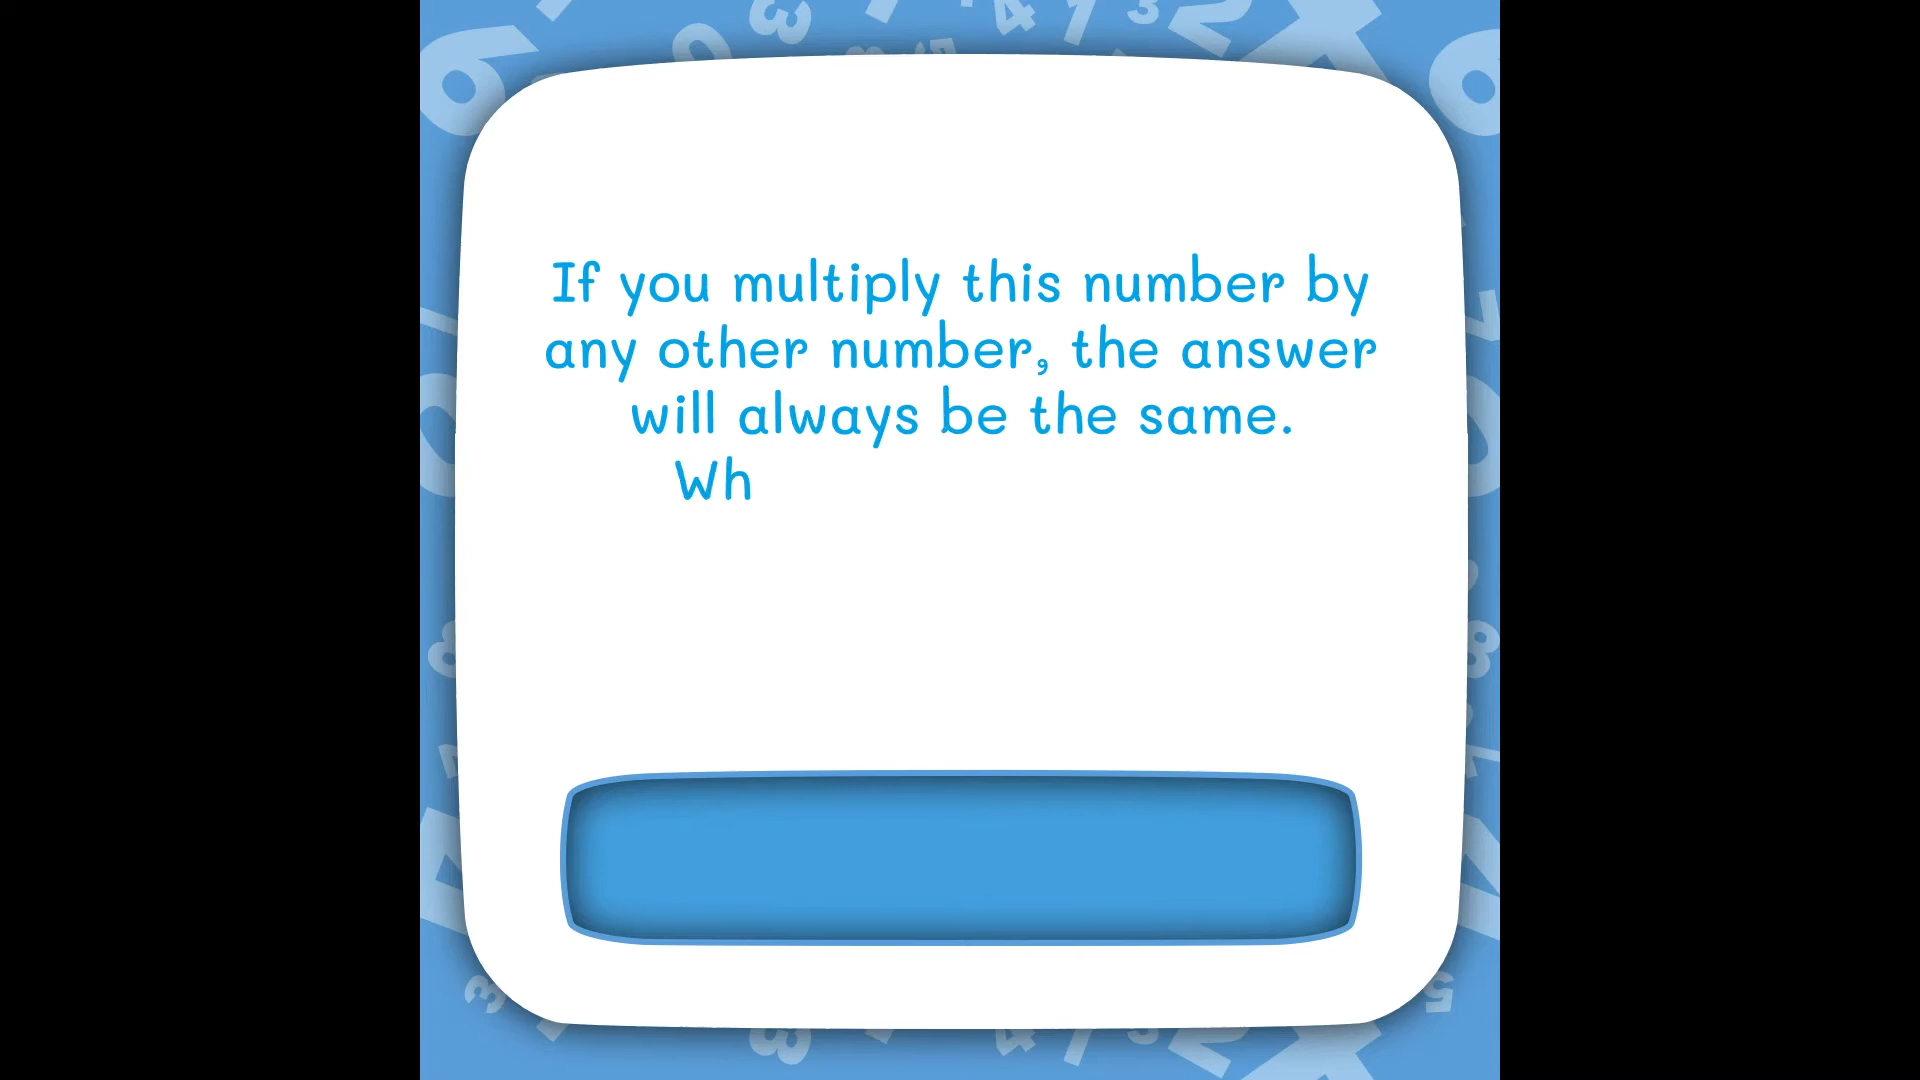 If you multiply this number by
any other number, the answer
will always be the same.
Wh